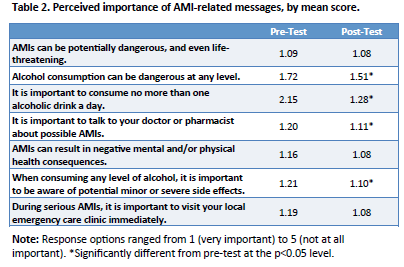 Table 2. Perceived importance of AMI-related messages, by mean score.
Pre-Test Post-Test
AMIs can be potentially dangerous, and even life-
threatening. 1.09 1.08
Alcohol consumption can be dangerous at any level. 1.72 1.51*
It is important to consume no more than one
alcoholic drink a day. 2.15 1.28*
It is important to talk to your doctor or pharmacist
about possible AMIs. 1.20 1.11*
AMIs can result in negative mental and/or physical
health consequences. 1.16 1.08
When consuming any level of alcohol, it is important
to be aware of potential minor or severe side effects. 1.21 1.10*
During serious AMIs, it is important to visit your local
emergency care clinic immediately. 1.19 1.08
Note: Response options ranged from 1 (very important) to 5 (not at all
important). *Significantly different from pre-test at the p<0.05 level.